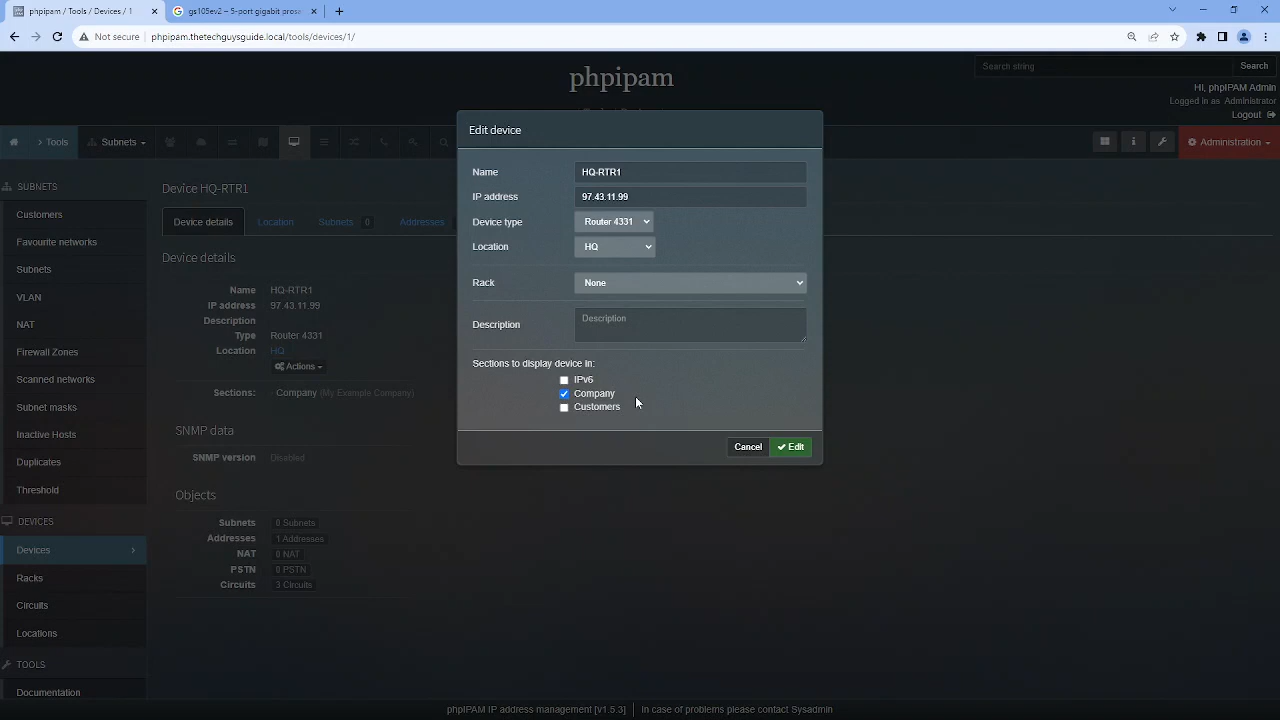 phpipam / Tools / Devices / 1
gs105ev2 – 5-port gigabit prose
Not secure
phpipam.thetechguysguide.local/tools/devices/1/
phpipam
Search string
Search
Hi, phpIPAM Admin
Logged in as Administrator
Logout
Tools
Subnets
Administration
SUBNETS
Customers
Favourite networks
Subnets
VLAN
NAT
Firewall Zones
Scanned networks
Subnet masks
Inactive Hosts
Duplicates
Threshold
DEVICES
Devices
Racks
Circuits
Locations
TOOLS
Documentation
Device HQ-RTR1
Device details
Location
Subnets 0
Addresses
Device details
Name HQ-RTR1
IP address 97.43.11.99
Description
Type Router 4331
Location HQ
Actions
Sections: Company (My Example Company)
SNMP data
SNMP version Disabled
Objects
Subnets 0 Subnets
Addresses 1 Addresses
NAT 0 NAT
PSTN 0 PSTN
Circuits 3 Circuits
Edit device
Name HQ-RTR1
IP address 97.43.11.99
Device type Router 4331
Location HQ
Rack None
Description Description
Sections to display device in:
IPv6
Company
Customers
Cancel
Edit
phpIPAM IP address management [v1.5.3]
In case of problems please contact Sysadmin